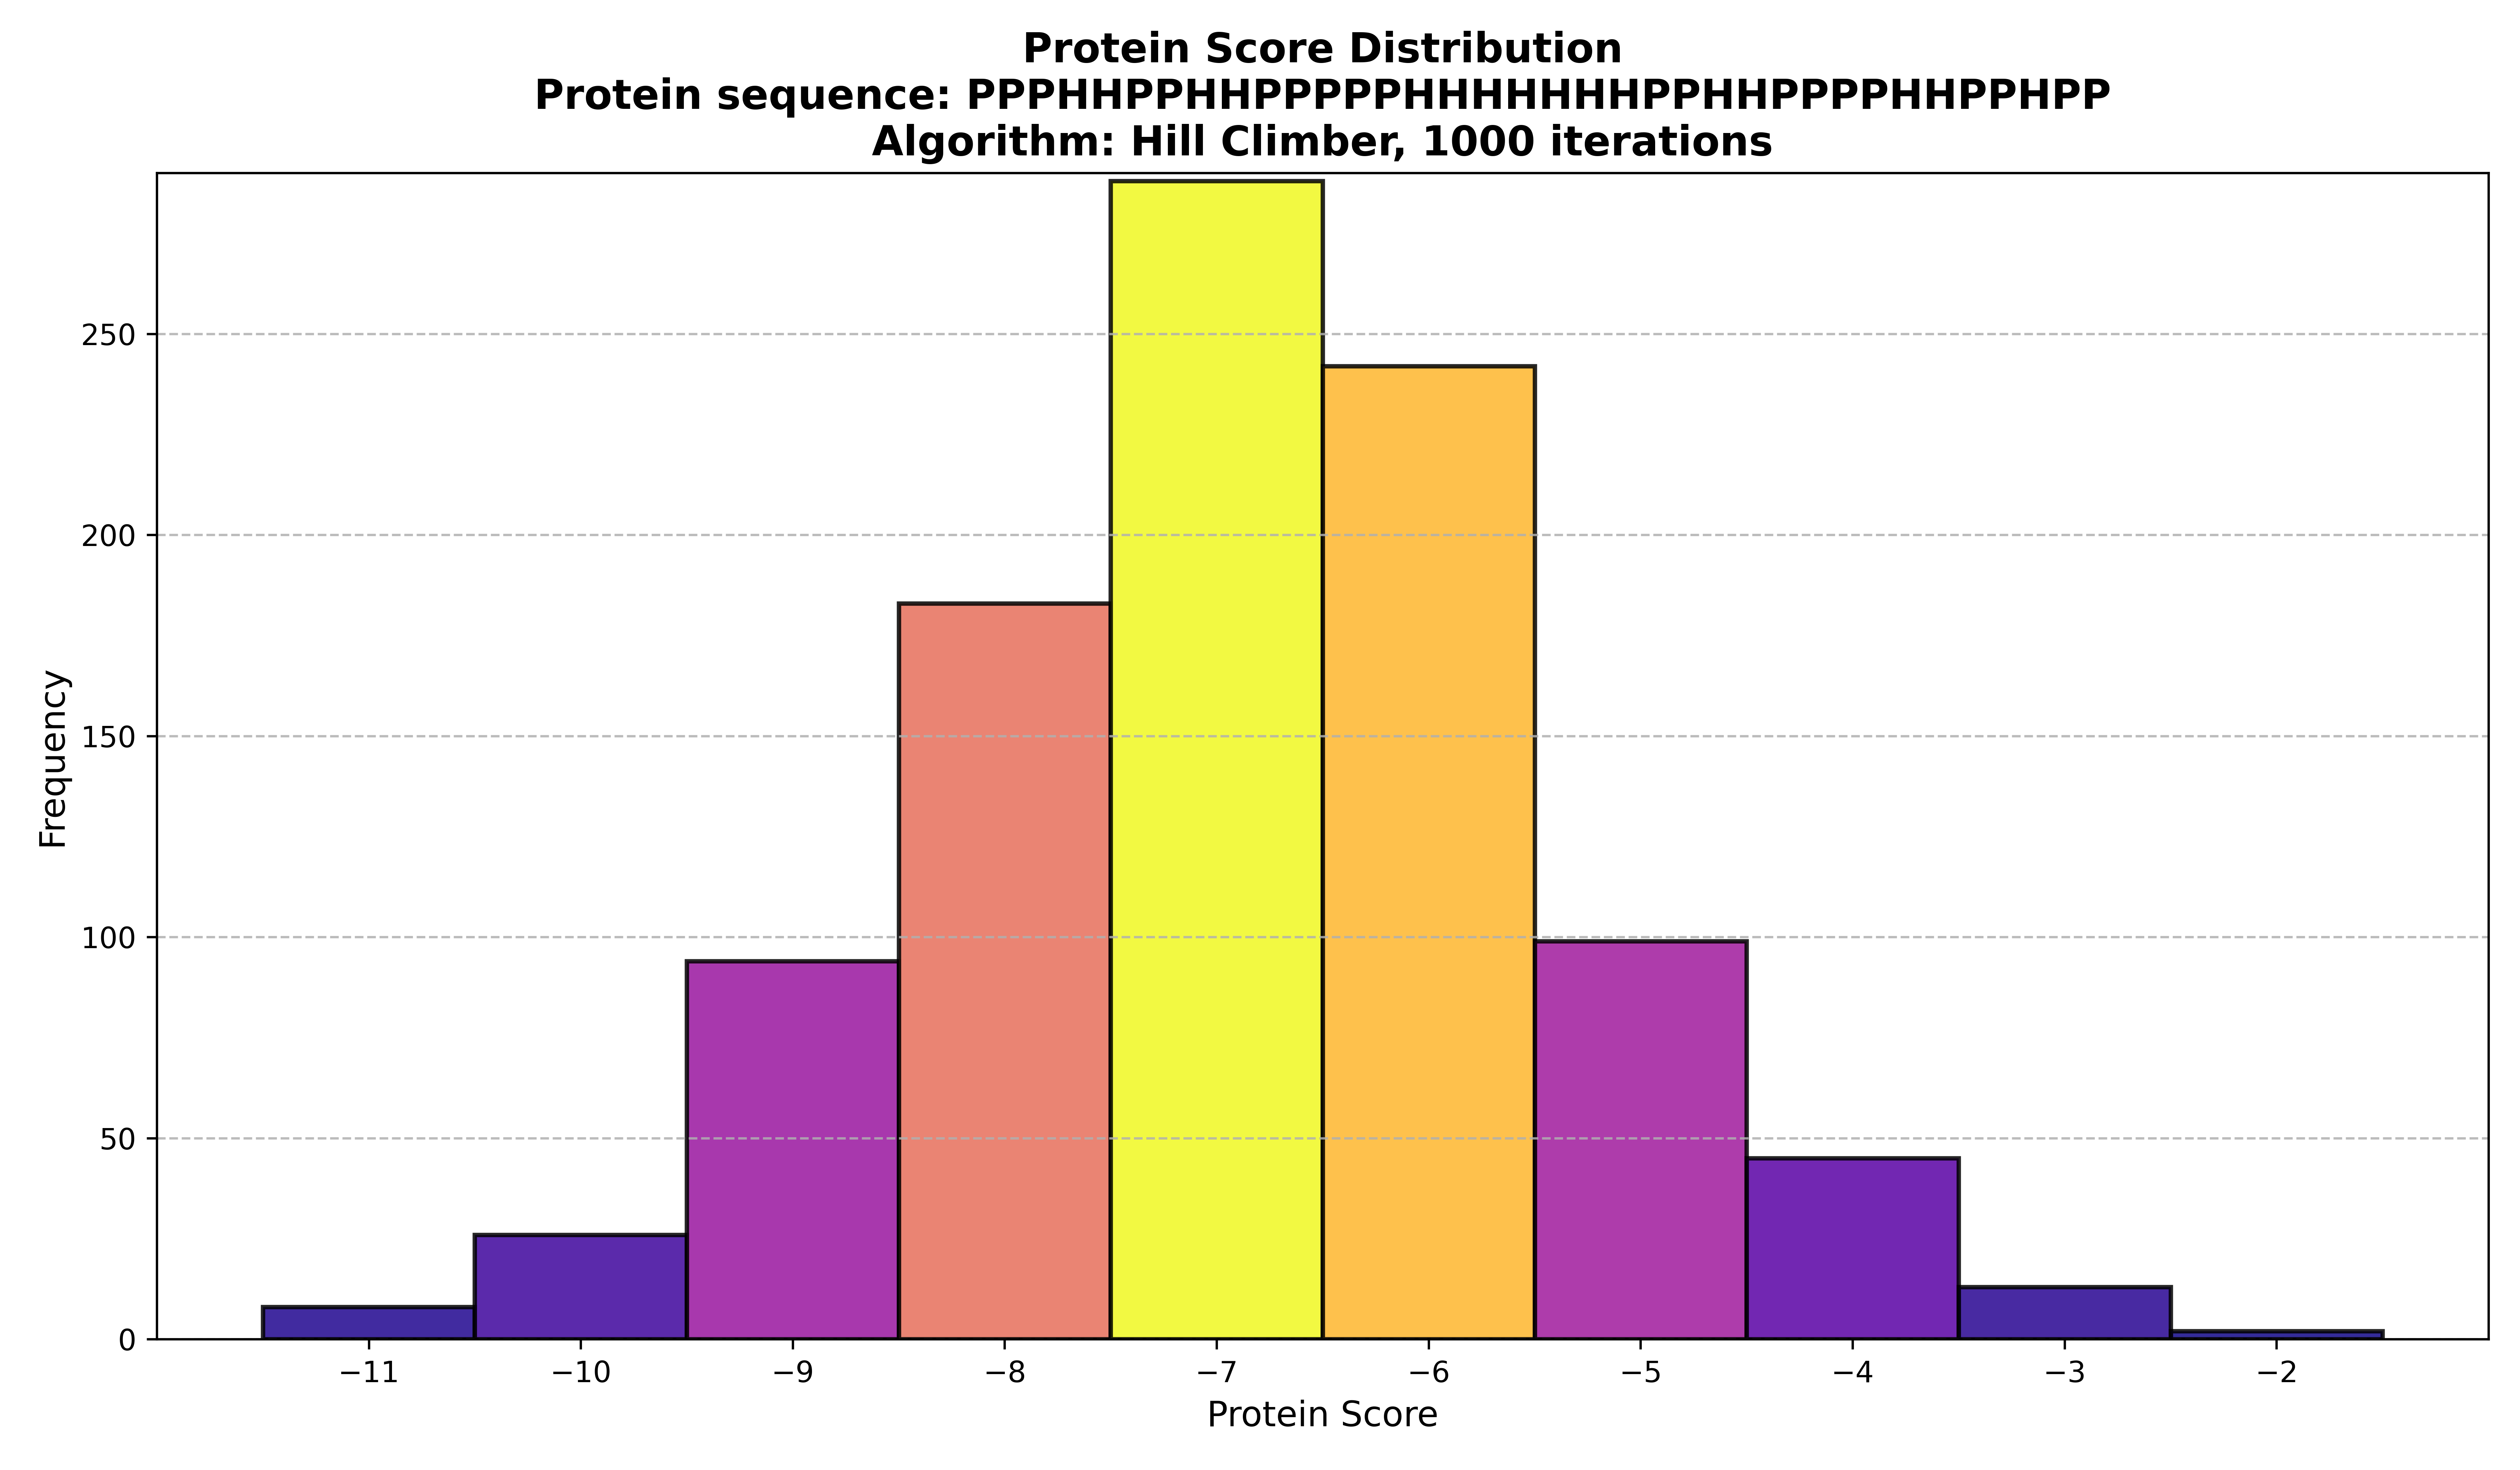 Protein Score Distribution
Protein sequence: PPPHHPPHHPPPPPHHHHHHHPPHHPPPPHHPPHPP
Algorithm: Hill Climber, 1000 iterations
Frequency
250
200
150
100
50
0
−11 −10 −9 −8 −7 −6 −5 −4 −3 −2
Protein Score